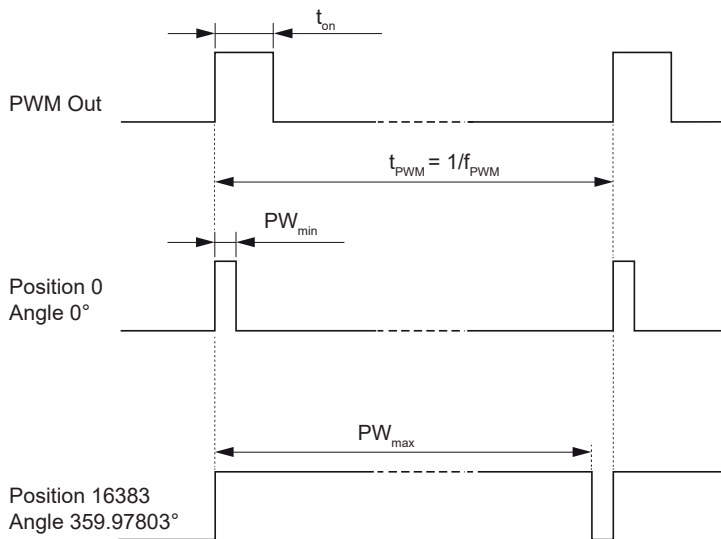 t_on
PWM Out
t_PWM = 1/f_PWM
PW_min
Position 0
Angle 0°
PW_max
Position 16383
Angle 359.97803°